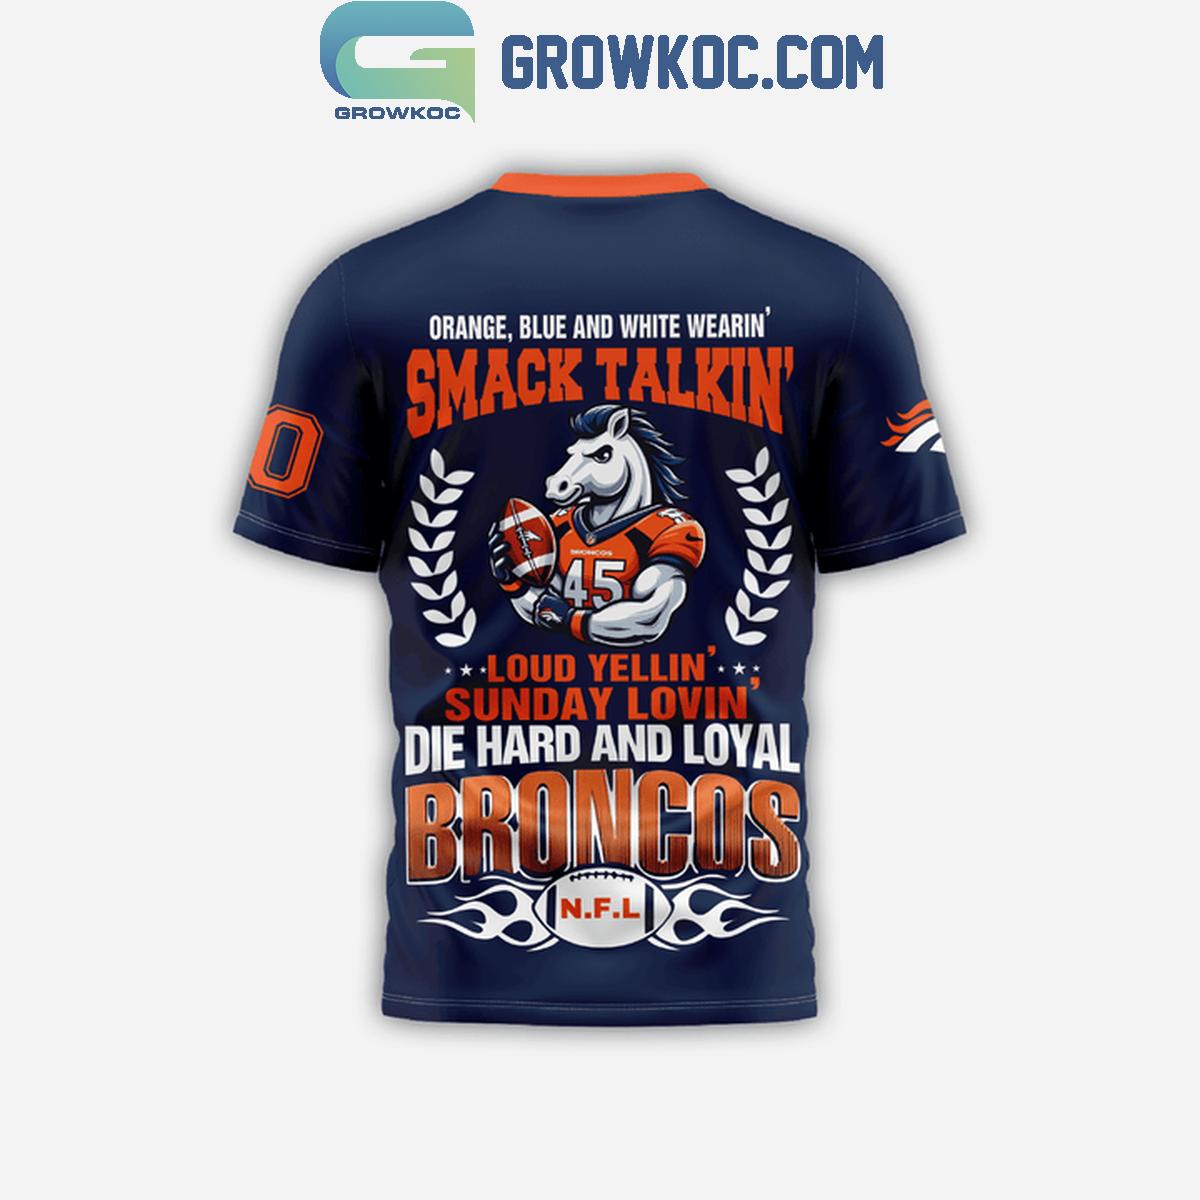 GROWKOC
GROWKOC.COM
ORANGE, BLUE AND WHITE WEARIN'
SMACK TALKIN'
O
BRONCOS
45
LOUD YELLIN',
SUNDAY LOVIN'
DIE HARD AND LOYAL
BRONCOS
N.F.L